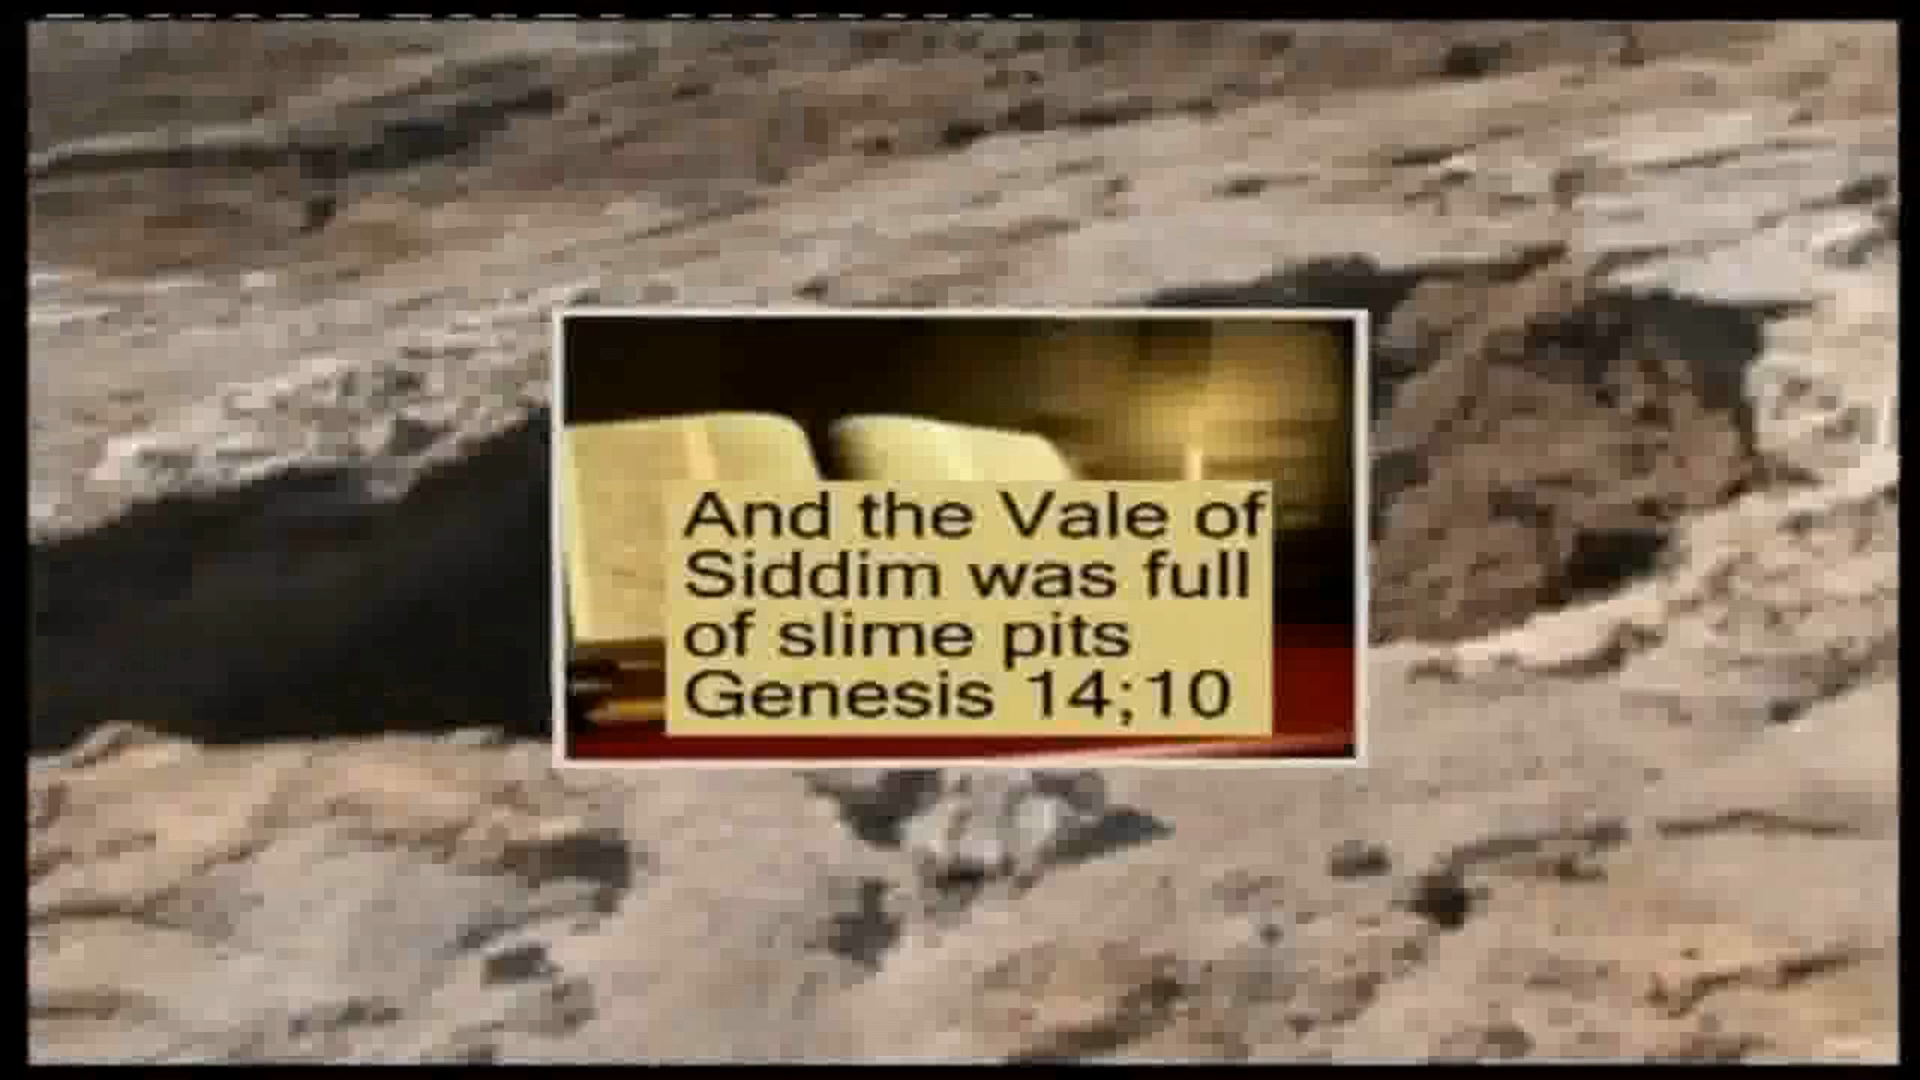 And the Vale of
Siddim was full
of slime pits
Genesis 14;10